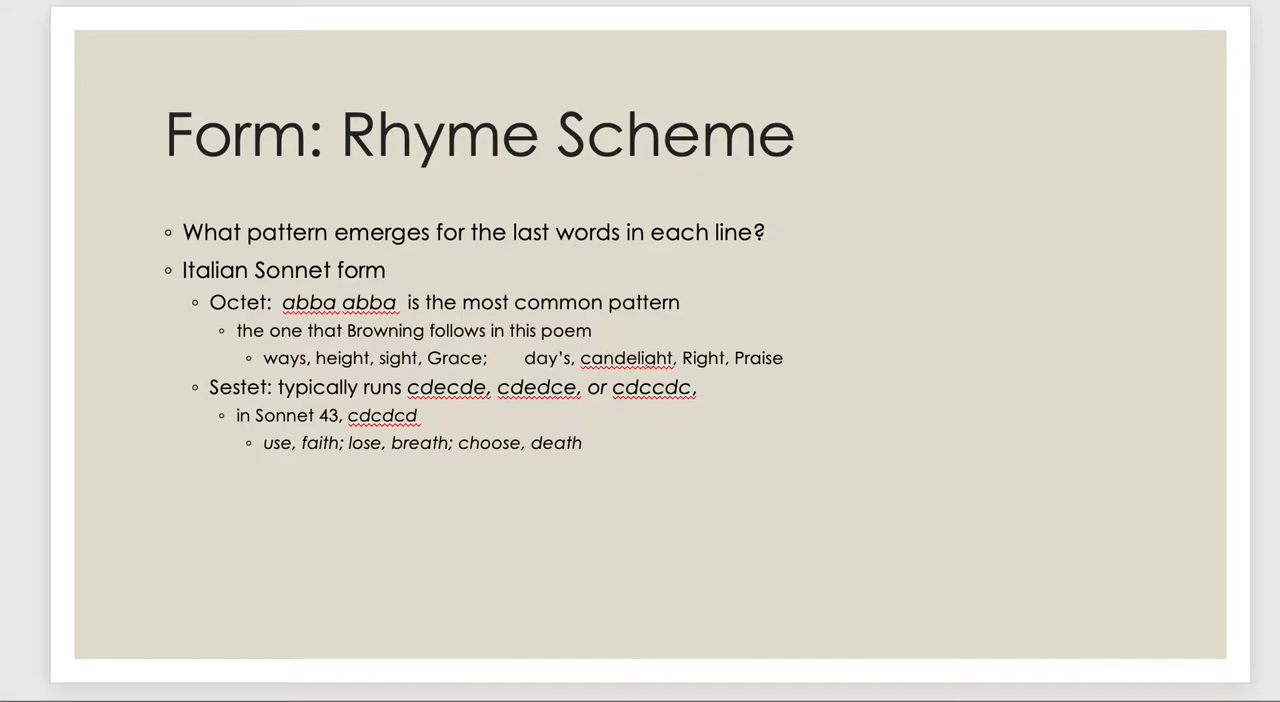 Form: Rhyme Scheme
◦ What pattern emerges for the last words in each line?
◦ Italian Sonnet form
◦ Octet: abba abba is the most common pattern
◦ the one that Browning follows in this poem
◦ ways, height, sight, Grace; day’s, candelight, Right, Praise
◦ Sestet: typically runs cdecde, cdedce, or cdccdc,
◦ in Sonnet 43, cdcdcd
◦ use, faith; lose, breath; choose, death